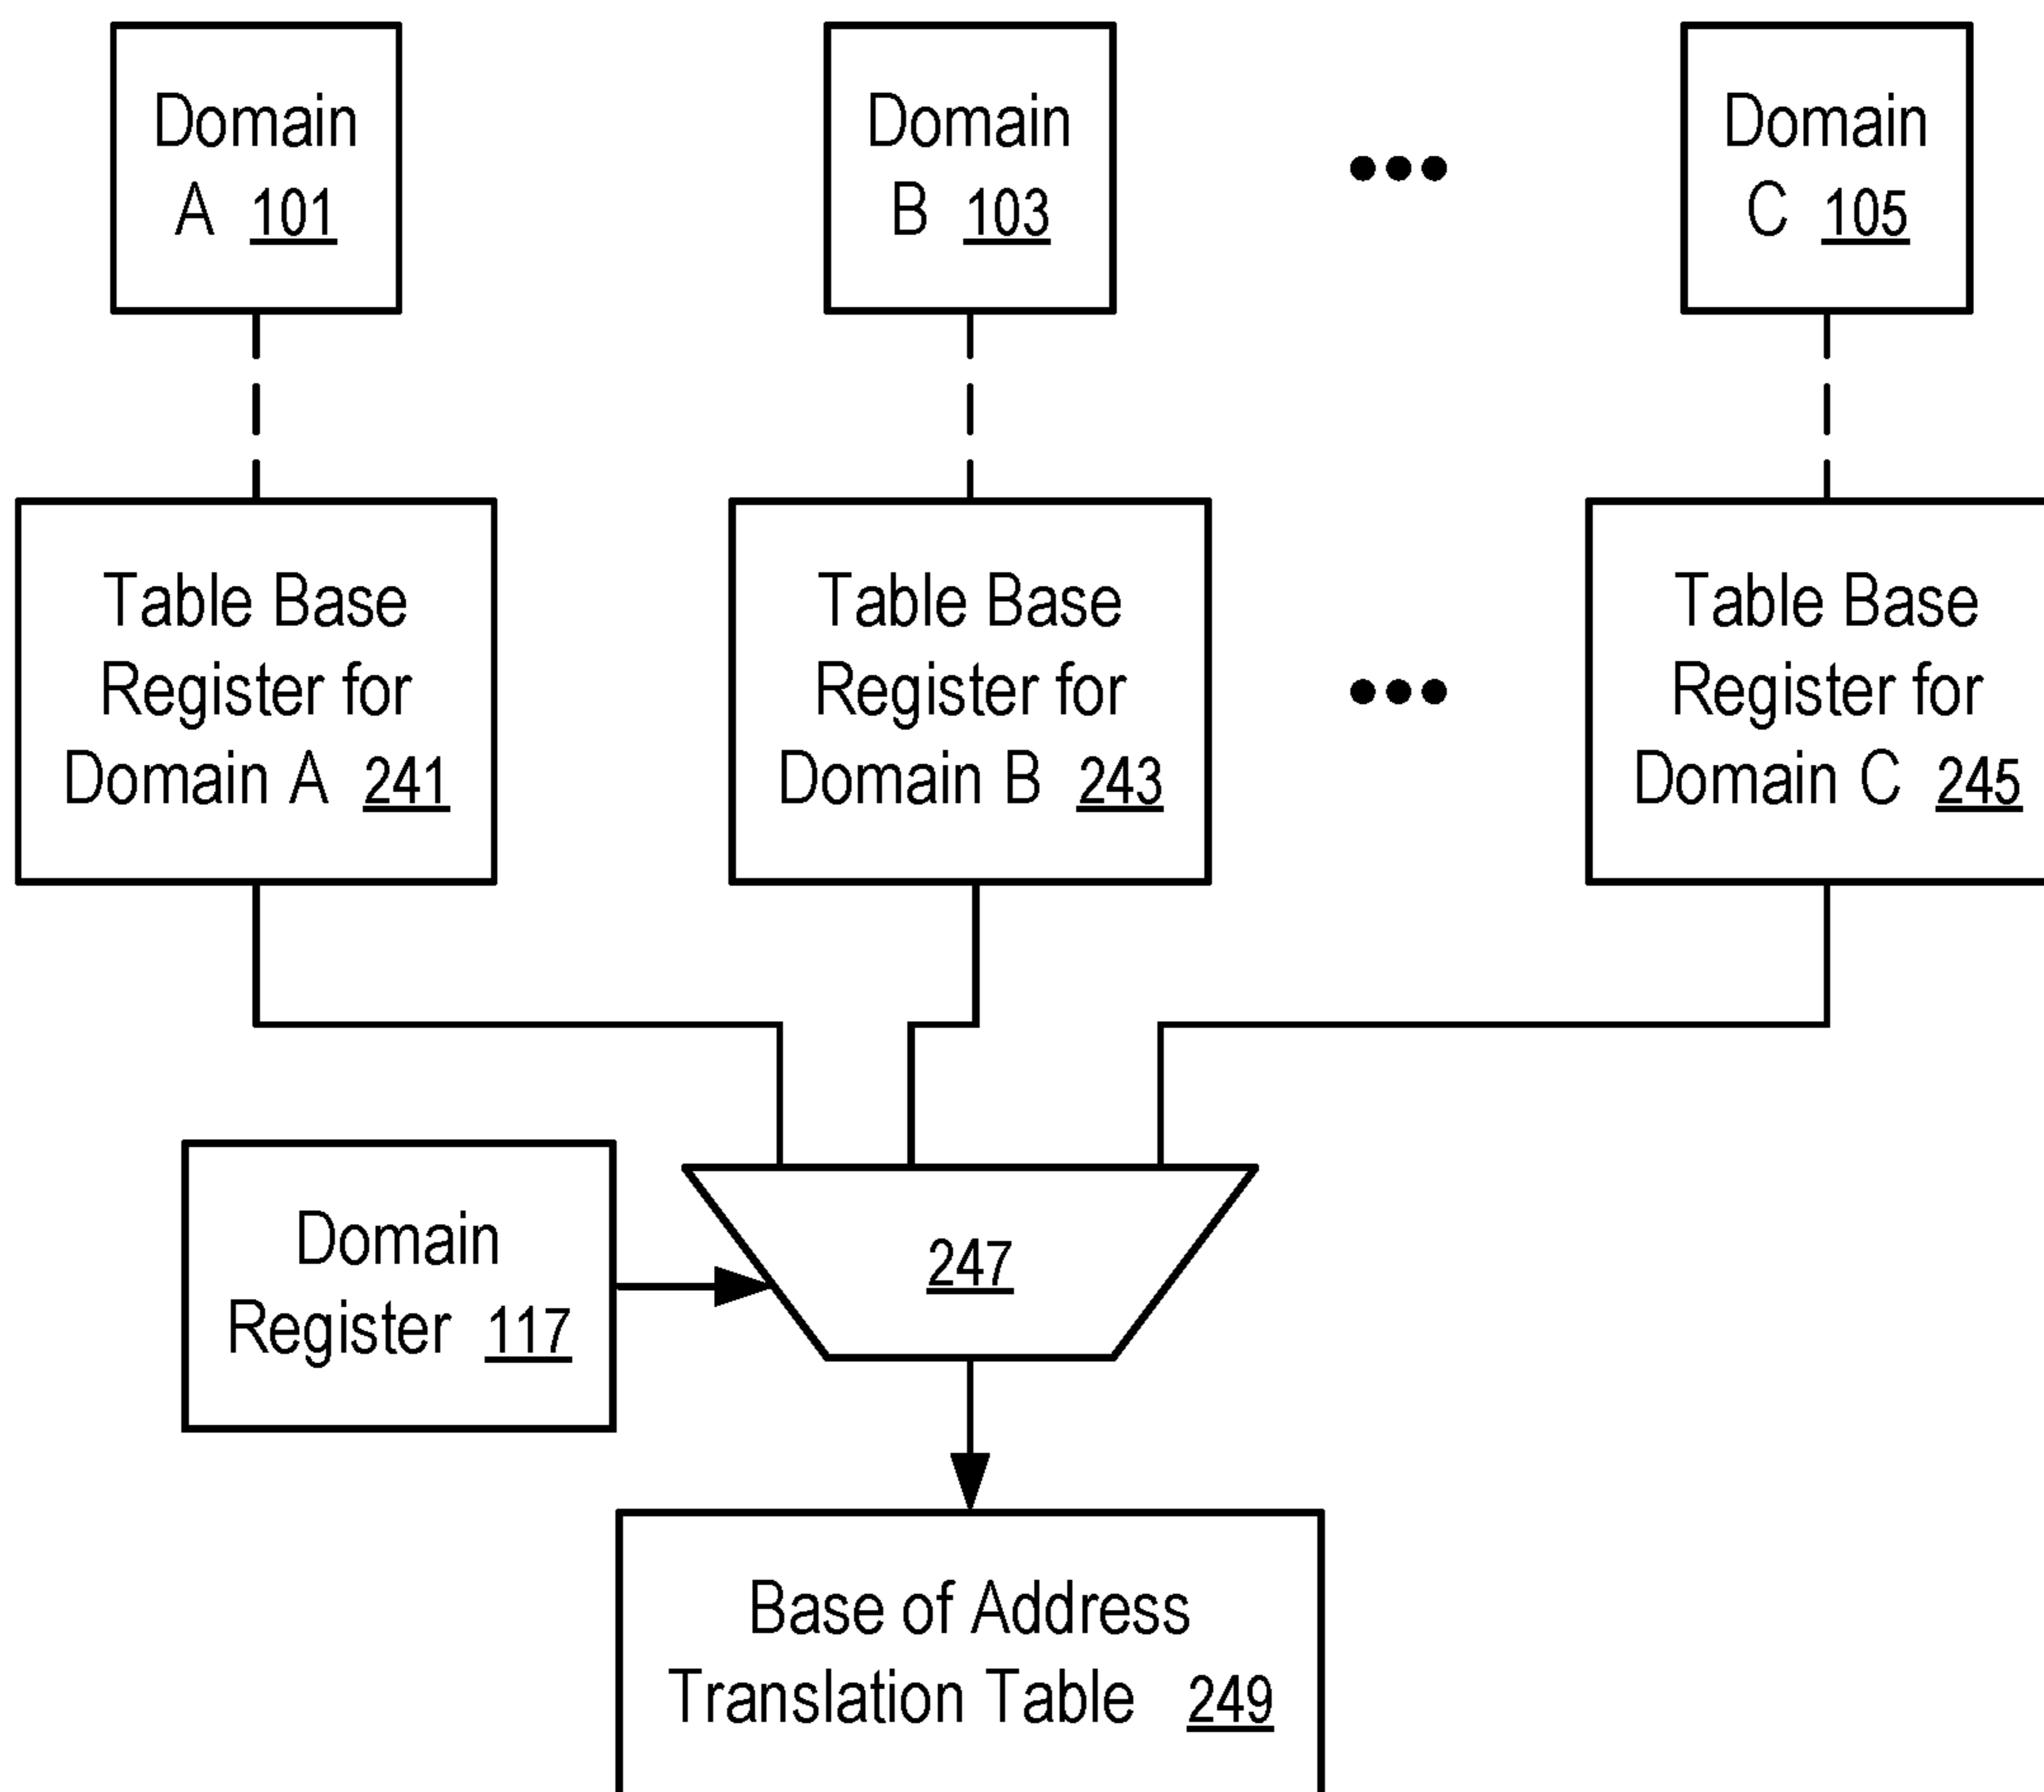 Domain
A 101
Domain
B 103
Domain
C 105
Table Base
Register for
Domain A 241
Table Base
Register for
Domain B 243
Table Base
Register for
Domain C 245
Domain
Register 117
247
Base of Address
Translation Table 249